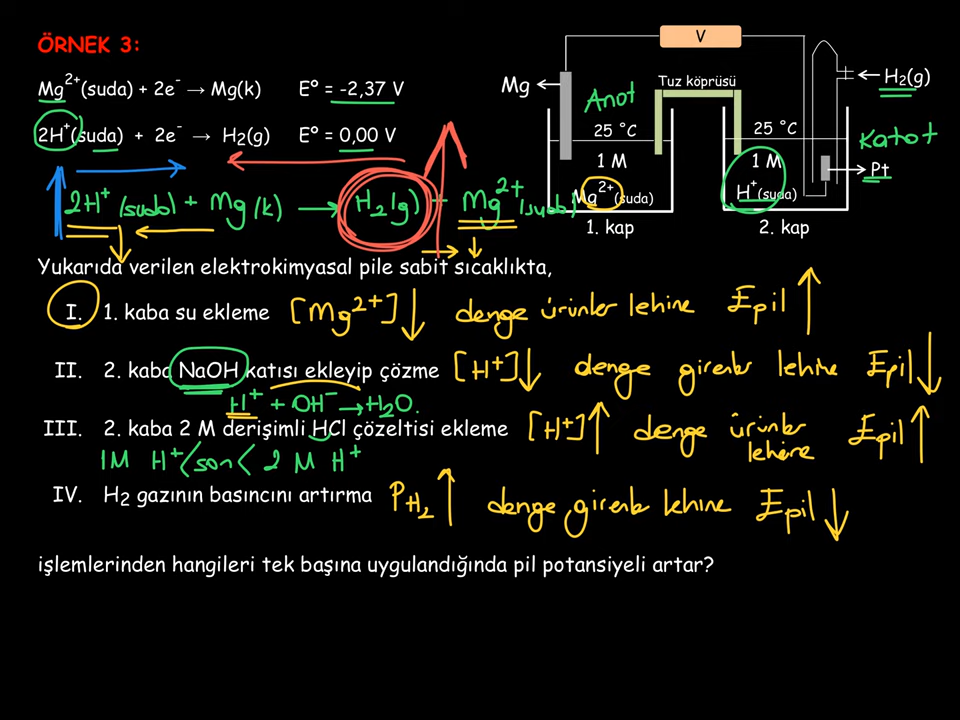 ÖRNEK 3:
Mg²⁺(suda) + 2e⁻ → Mg(k) E° = -2,37 V
2H⁺(suda) + 2e⁻ → H₂(g) E° = 0,00 V
2H⁺(suda) + Mg(k) → H₂(g) + Mg²⁺(suda)
V
Mg
Anot
Tuz köprüsü
H₂(g)
Katot
25 °C
25 °C
1 M
1 M
Pt
Mg²⁺(suda)
H⁺(suda)
1. kap
2. kap
Yukarıda verilen elektrokimyasal pile sabit sıcaklıkta,
I. 1. kaba su ekleme [Mg²⁺]↓ denge ürünler lehine Epil ↑
II. 2. kaba NaOH katısı ekleyip çözme [H⁺]↓ denge girenler lehine Epil ↓
H⁺ + OH⁻ → H₂O.
III. 2. kaba 2 M derişimli HCl çözeltisi ekleme [H⁺]↑ denge ürünler lehine Epil ↑
1M H⁺ < son < 2 M H⁺
IV. H₂ gazının basıncını artırma P_H₂ ↑ denge girenler lehine Epil ↓
işlemlerinden hangileri tek başına uygulandığında pil potansiyeli artar?